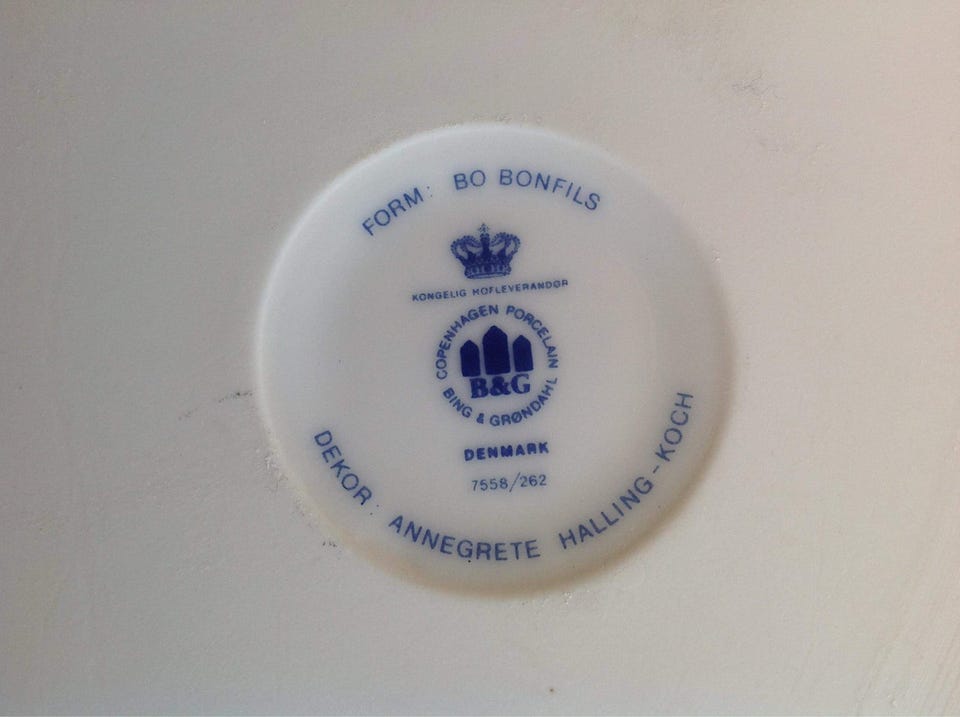 FORM: BO BONFILS
KONGELIG HOFLEVERANDØR
COPENHAGEN PORCELAIN
B&G
BING & GRØNDAHL
DENMARK
7558/262
DEKOR: ANNEGRETE HALLING-KOCH